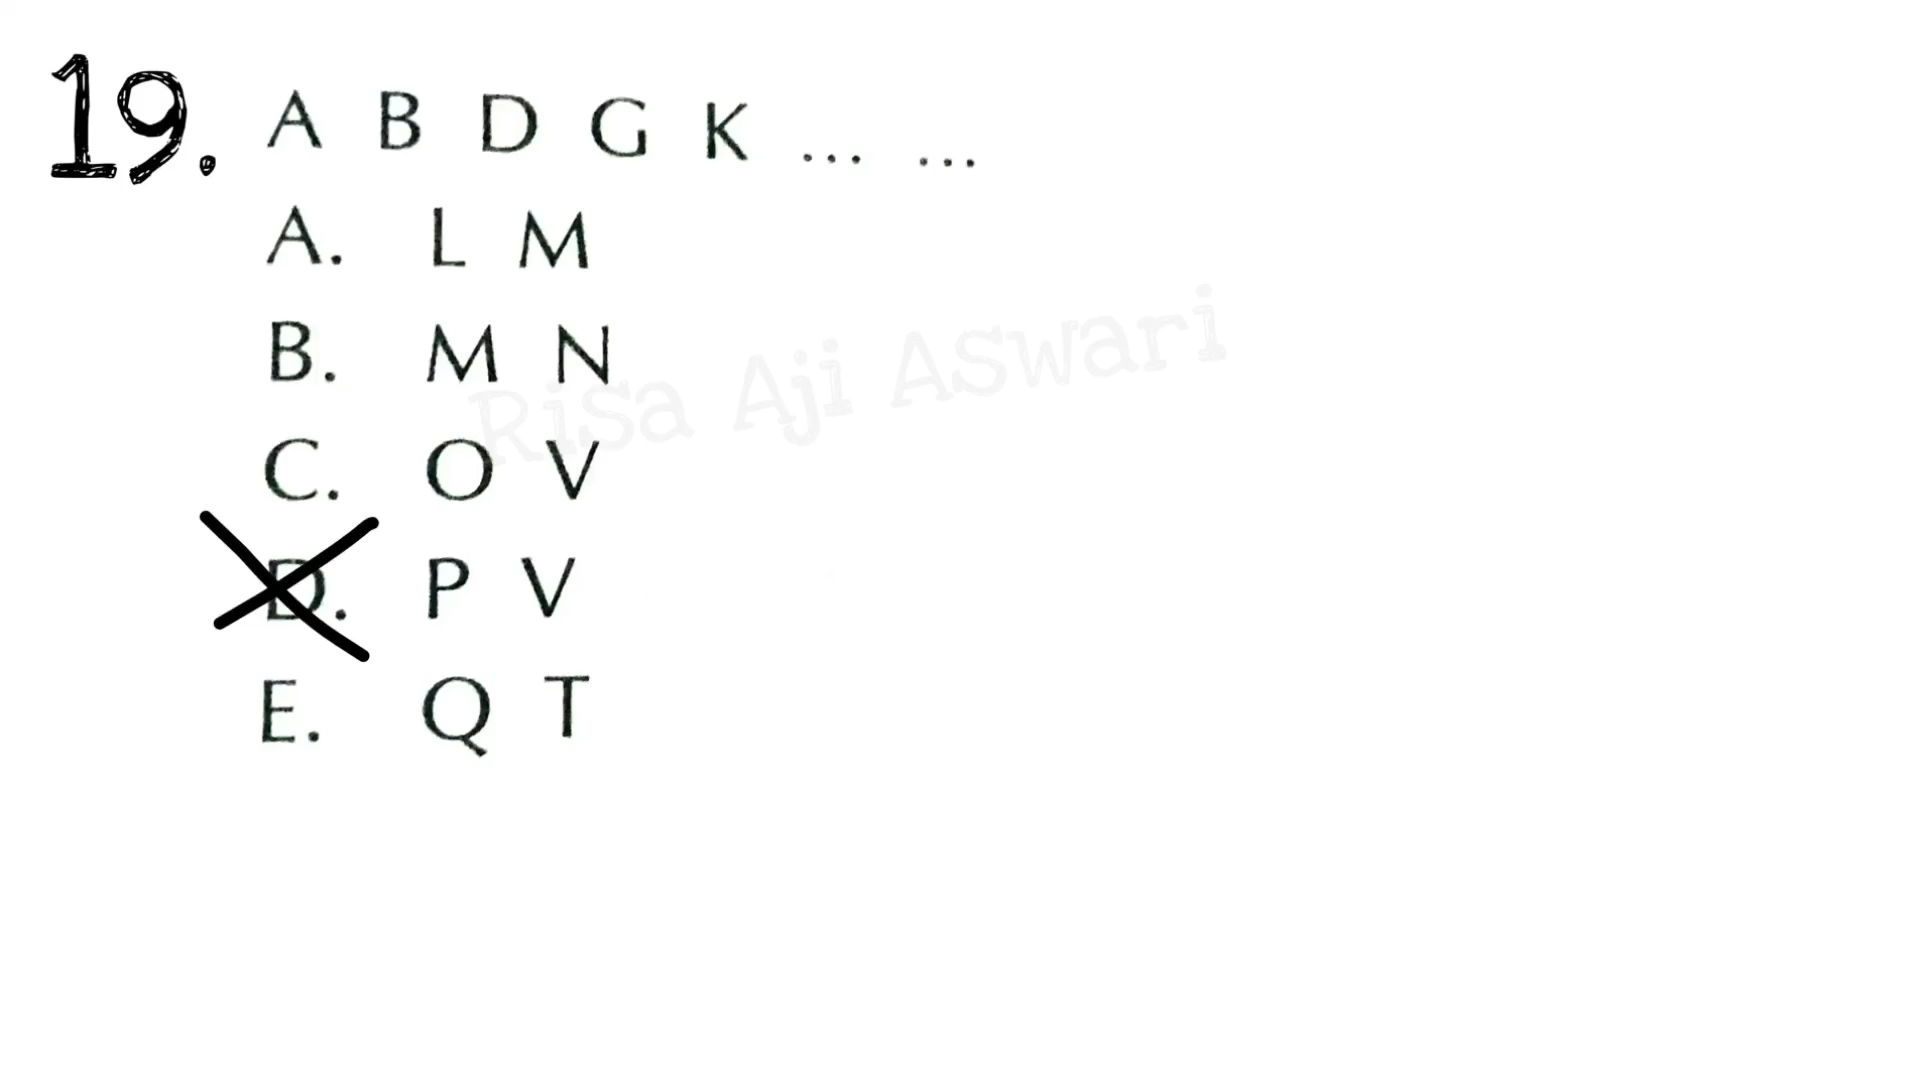 19. A B D G K ... ...
A. L M
B. M N
Risa Aji Aswari
C. O V
D. P V
E. Q T